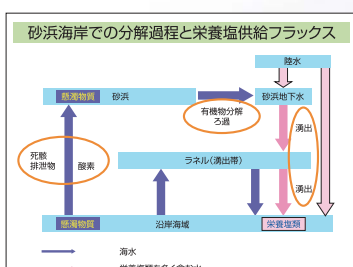 砂浜海岸での分解過程と栄養塩供給フラックス
陸水
懸濁物質 砂浜
砂浜地下水
有機物分解
ろ過
湧出
死骸
排泄物
酸素
ラネル(湧出帯)
湧出
懸濁物質 沿岸海域
栄養塩類
海水